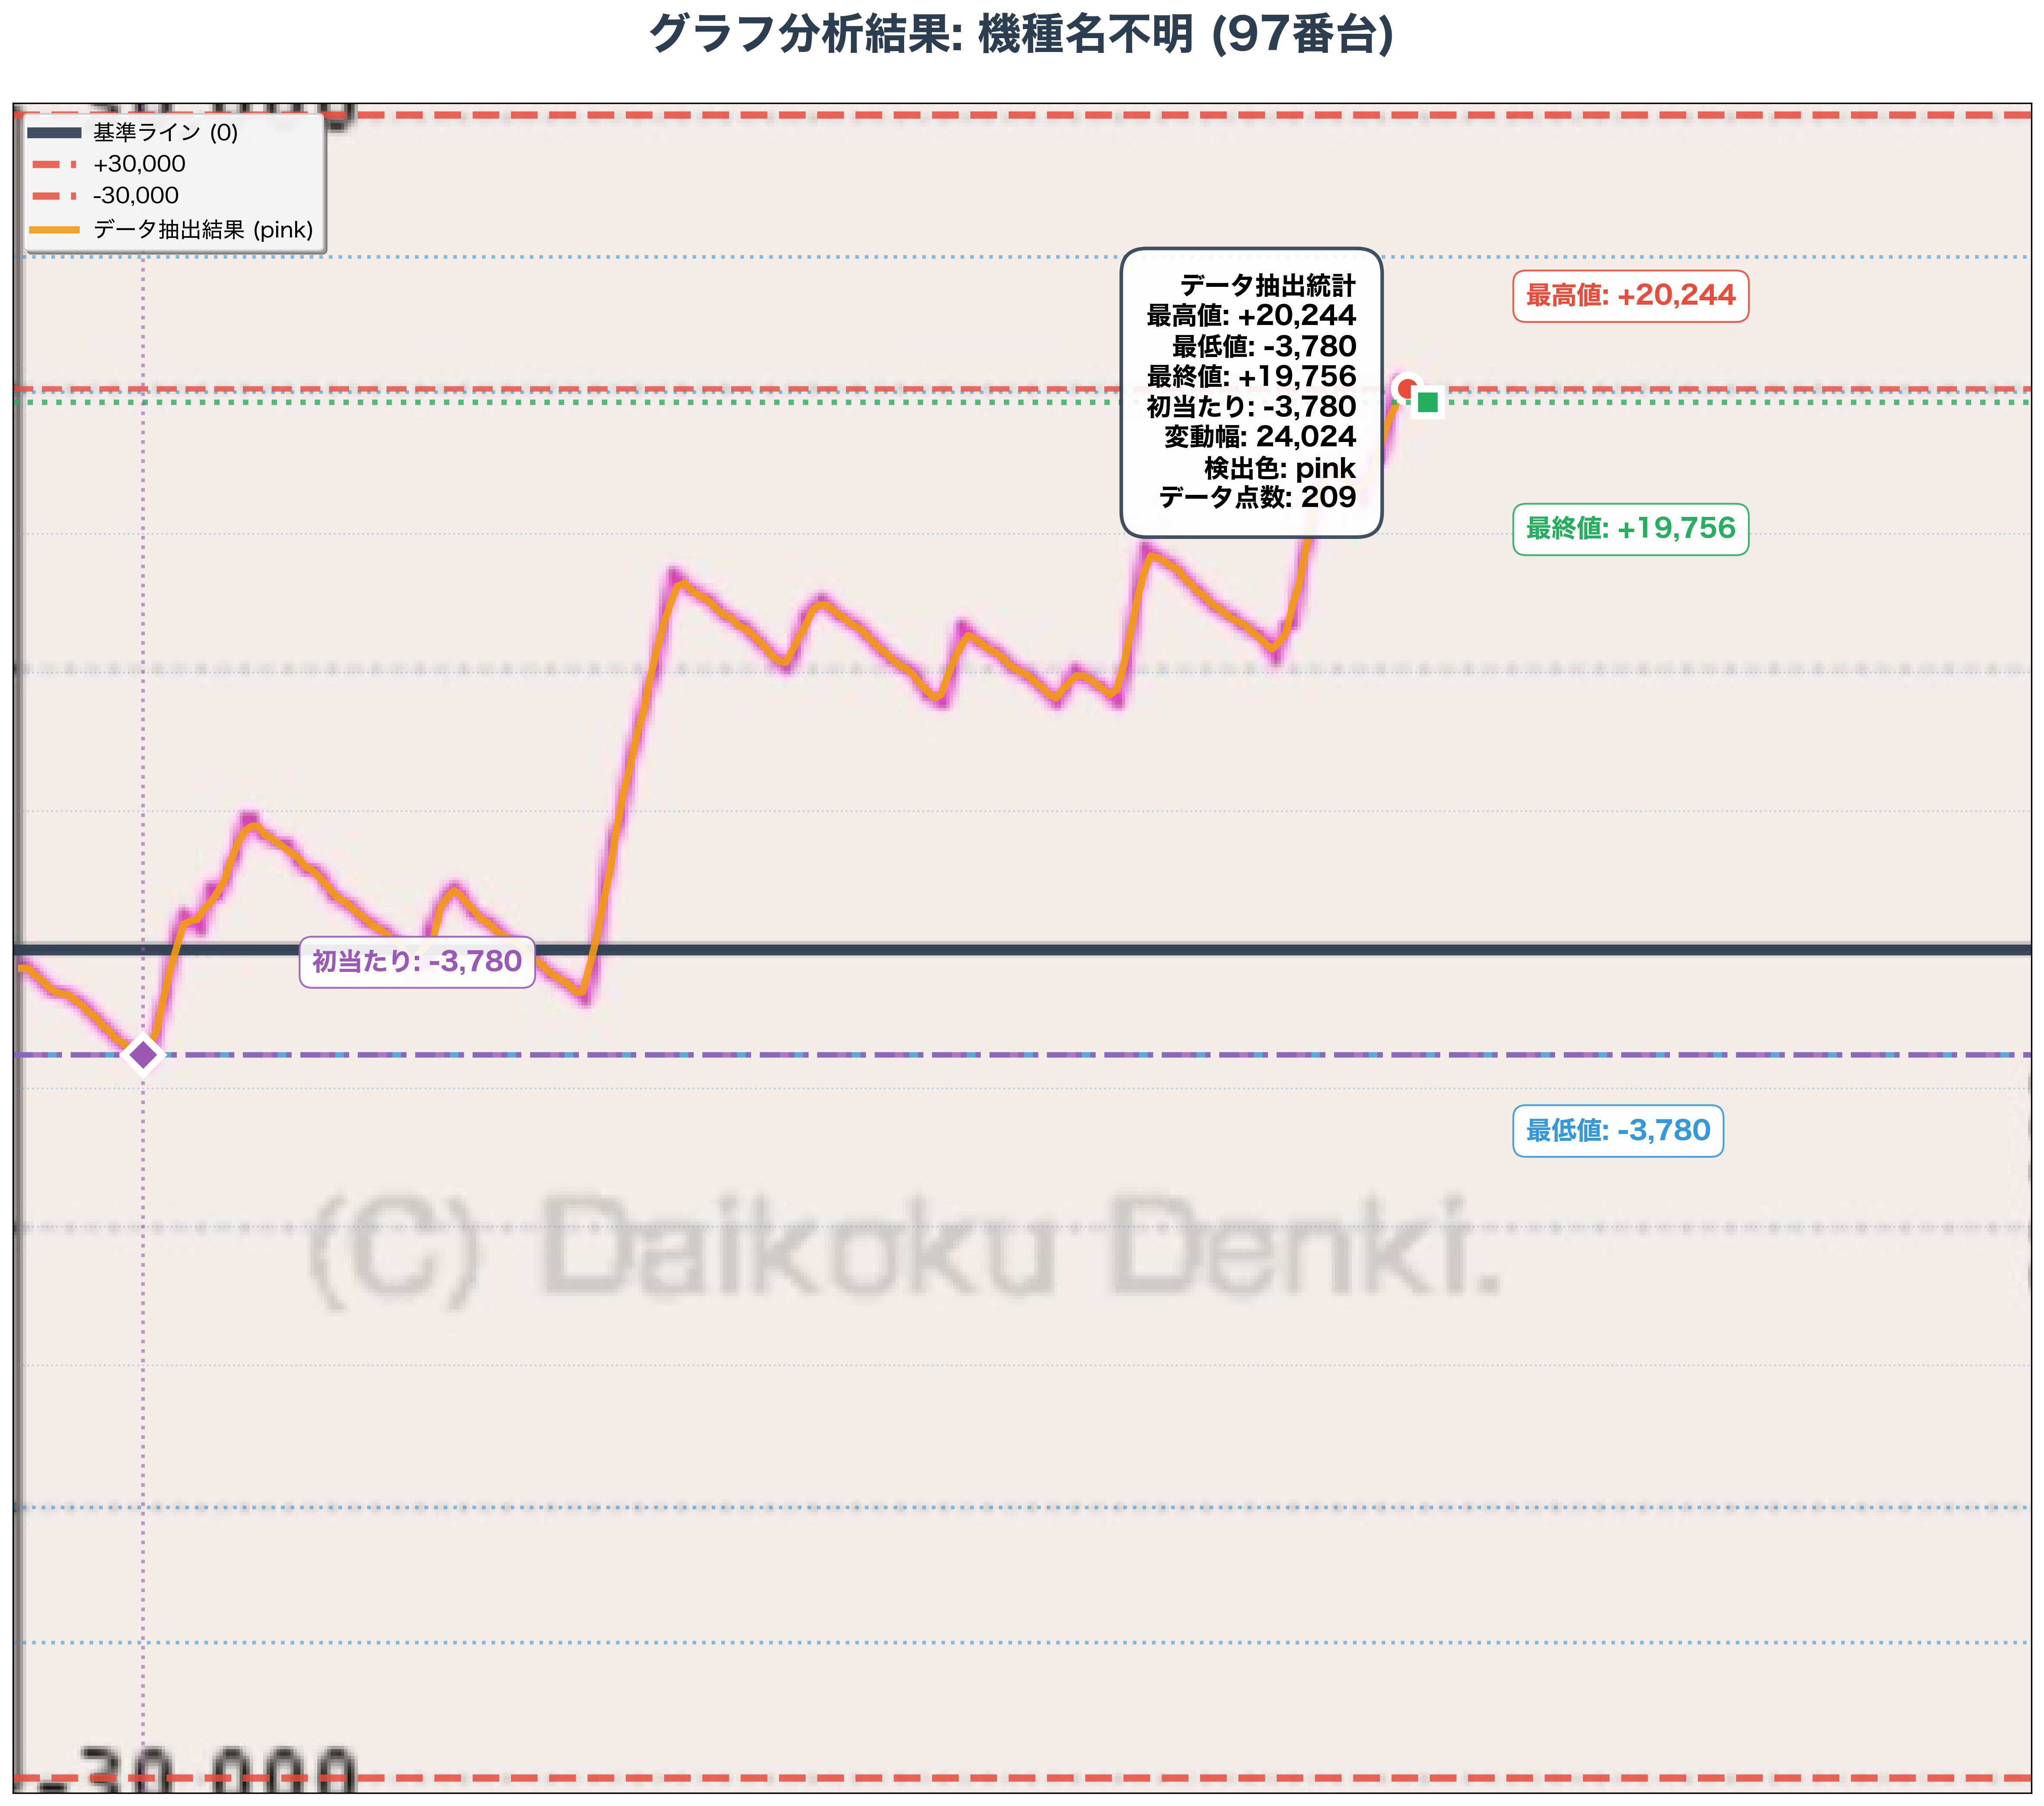 グラフ分析結果: 機種名不明 (97番台)
基準ライン (0)
+30,000
-30,000
データ抽出結果 (pink)
データ抽出統計
最高値: +20,244
最低値: -3,780
最終値: +19,756
初当たり: -3,780
変動幅: 24,024
検出色: pink
データ点数: 209
最高値: +20,244
最終値: +19,756
初当たり: -3,780
最低値: -3,780
(C) Daikoku Denki.
-30,000